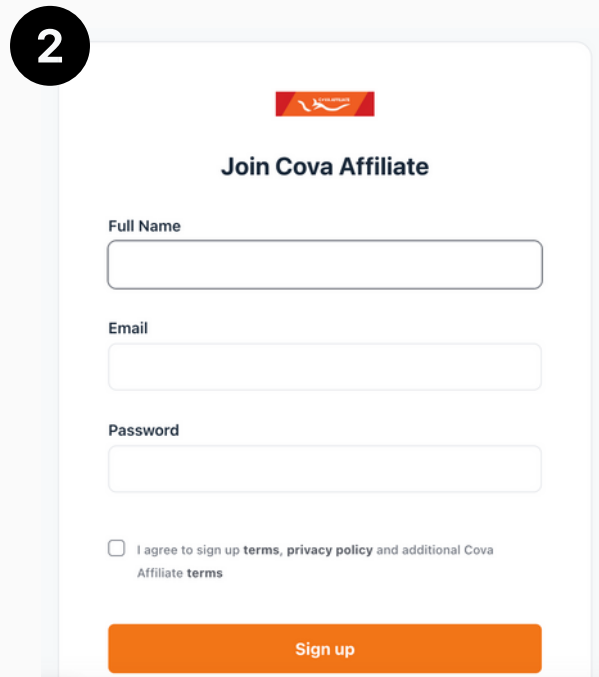 2
COVA AFFILIATE
Join Cova Affiliate
Full Name
Email
Password
I agree to sign up terms, privacy policy and additional Cova
Affiliate terms
Sign up